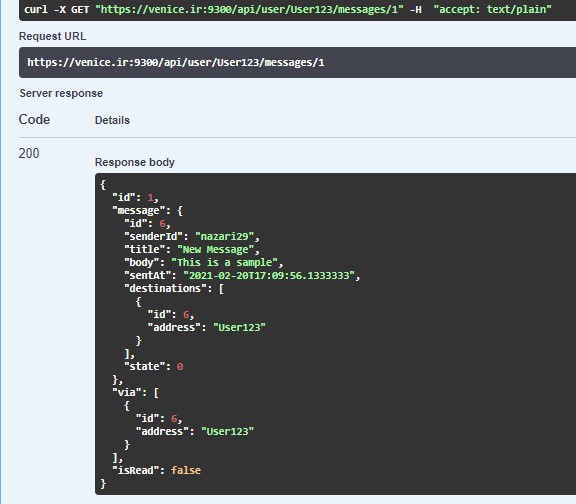 curl -X GET "https://venice.ir:9300/api/user/User123/messages/1" -H  "accept: text/plain"
Request URL
https://venice.ir:9300/api/user/User123/messages/1
Server response
Code Details
200
Response body
{
  "id": 1,
  "message": {
    "id": 6,
    "senderId": "nazari29",
    "title": "New Message",
    "body": "This is a sample",
    "sentAt": "2021-02-20T17:09:56.1333333",
    "destinations": [
      {
        "id": 6,
        "address": "User123"
      }
    ],
    "state": 0
  },
  "via": [
    {
      "id": 6,
      "address": "User123"
    }
  ],
  "isRead": false
}